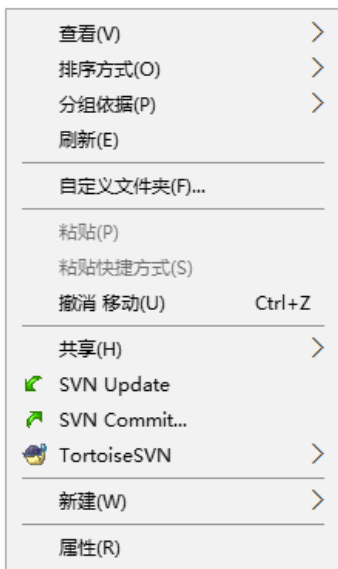 查看(V)
排序方式(O)
分组依据(P)
刷新(E)
自定义文件夹(F)...
粘贴(P)
粘贴快捷方式(S)
撤消 移动(U) Ctrl+Z
共享(H)
SVN Update
SVN Commit...
TortoiseSVN
新建(W)
属性(R)